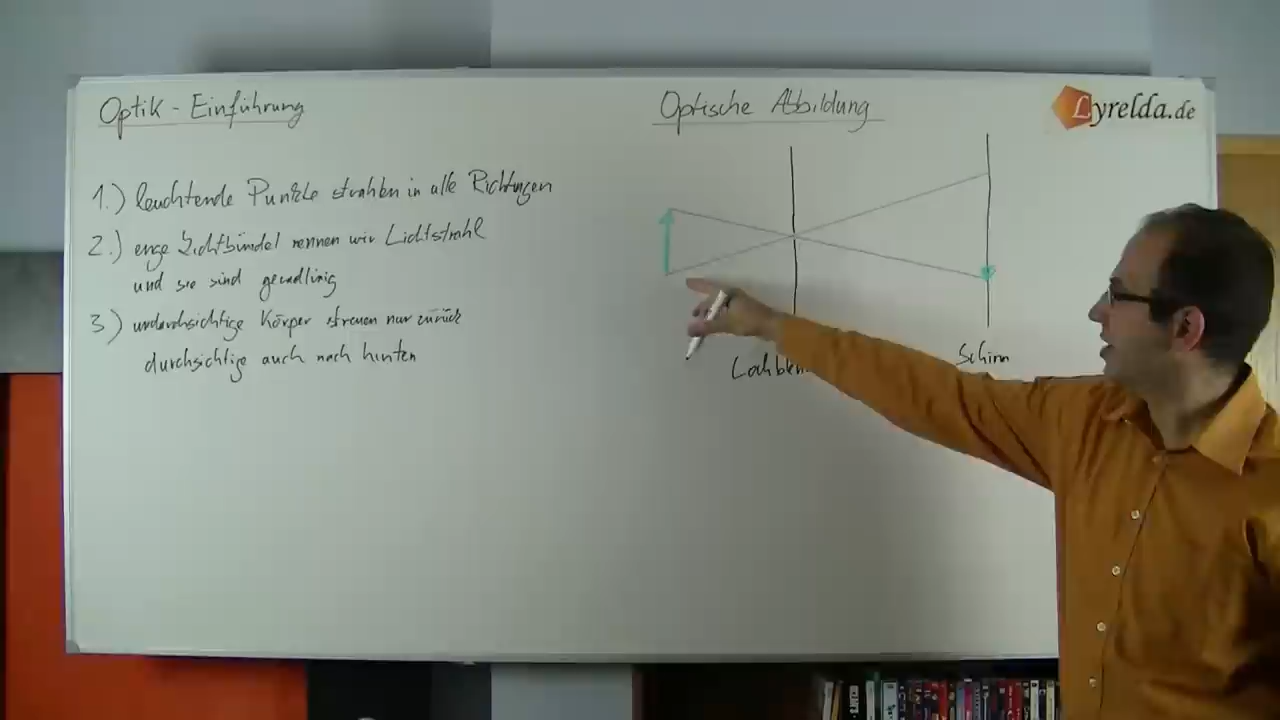 Optik - Einführung
1.) leuchtende Punkte strahlen in alle Richtungen
2.) enge Lichtbündel nennen wir Lichtstrahl
und sie sind geradlinig
3) undurchsichtige Körper streuen nur zurück
durchsichtige auch nach hinten
Optische Abbildung
Lochblen
Schirm
Lyrelda.de